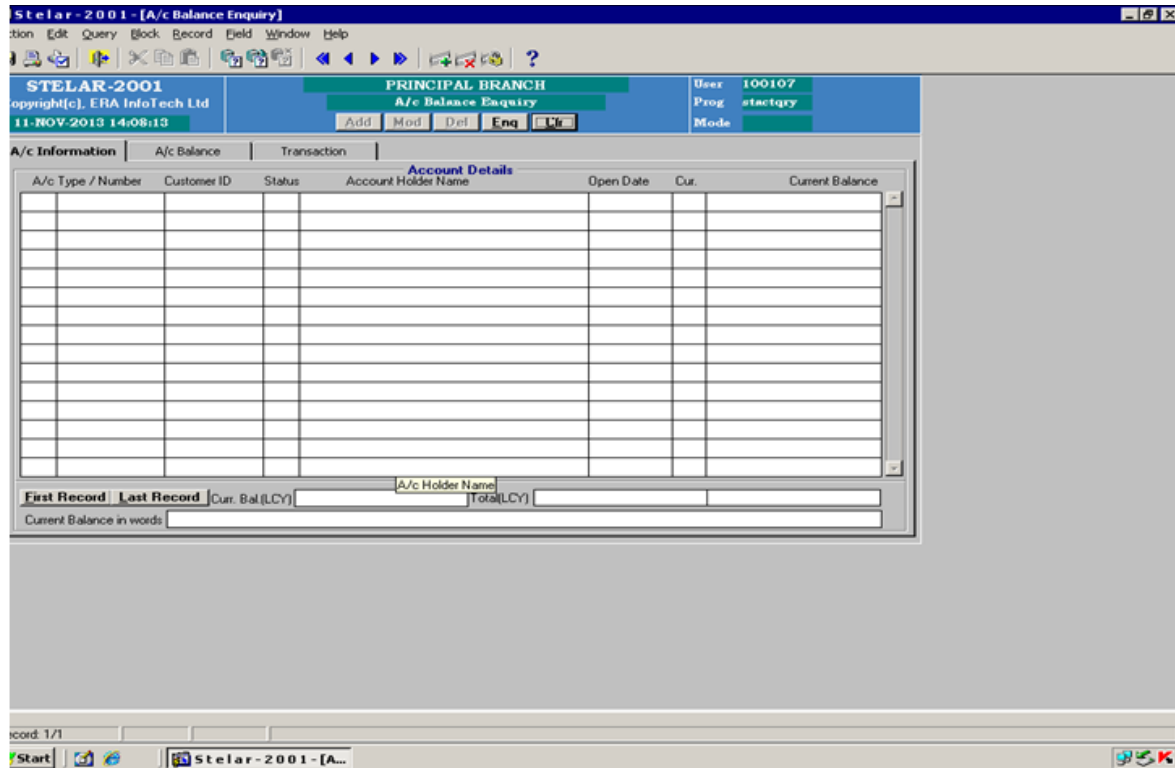 Stelar-2001-[A/c Balance Enquiry]
ction Edit Query Block Record Field Window Help
STELAR-2001
PRINCIPAL BRANCH
User 100107
opyright[c], ERA InfoTech Ltd
A/c Balance Enquiry
Prog stactqry
11-NOV-2013 14:08:13
Add Mod Del Enq Clr
Mode
A/c Information A/c Balance Transaction
Account Details
A/c Type / Number Customer ID Status Account Holder Name Open Date Cur. Current Balance
A/c Holder Name
First Record Last Record Curr. Bal.(LCY) Total(LCY)
Current Balance in words
ecord: 1/1
Start Stelar-2001-[A...